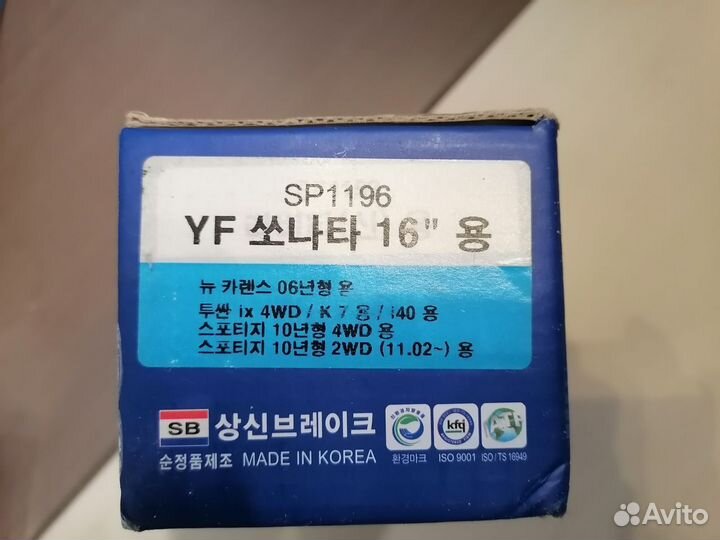 SP1196
YF 쏘나타 16" 용
뉴 카렌스 06년형 용
투싼 ix 4WD / K 7 용 / i40 용
스포티지 10년형 4WD 용
스포티지 10년형 2WD (11.02~) 용
SB 상신브레이크
순정품제조 MADE IN KOREA
kfq
환경마크 ISO 9001 ISO/TS 16949
Avito